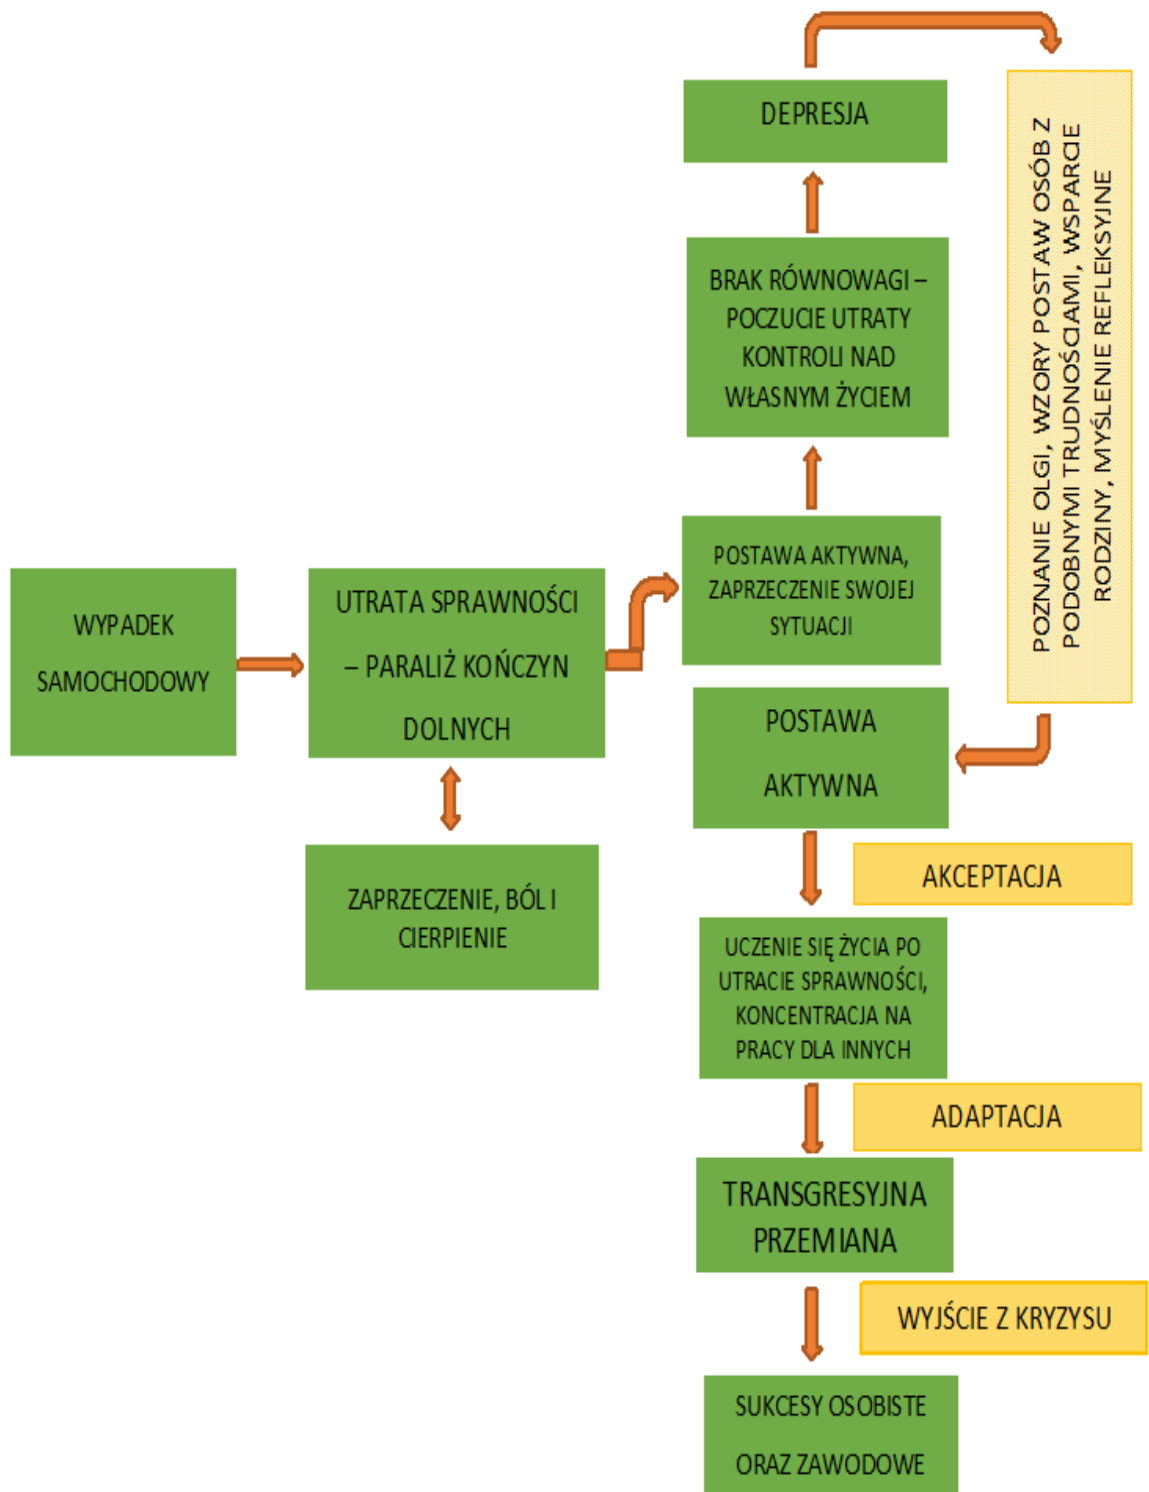 WYPADEK
SAMOCHODOWY
UTRATA SPRAWNOŚCI
– PARALIŻ KOŃCZYN
DOLNYCH
ZAPRZECZENIE, BÓL I
CIERPIENIE
POSTAWA AKTYWNA,
ZAPRZECZENIE SWOJEJ
SYTUACJI
BRAK RÓWNOWAGI –
POCZUCIE UTRATY
KONTROLI NAD
WŁASNYM ŻYCIEM
DEPRESJA
POZNANIE OLGI, WZORY POSTAW OSÓB Z
PODOBNYMI TRUDNOŚCIAMI, WSPARCIE
RODZINY, MYŚLENIE REFLEKSYJNE
POSTAWA
AKTYWNA
AKCEPTACJA
UCZENIE SIĘ ŻYCIA PO
UTRACIE SPRAWNOŚCI,
KONCENTRACJA NA
PRACY DLA INNYCH
ADAPTACJA
TRANSGRESYJNA
PRZEMIANA
WYJŚCIE Z KRYZYSU
SUKCESY OSOBISTE
ORAZ ZAWODOWE